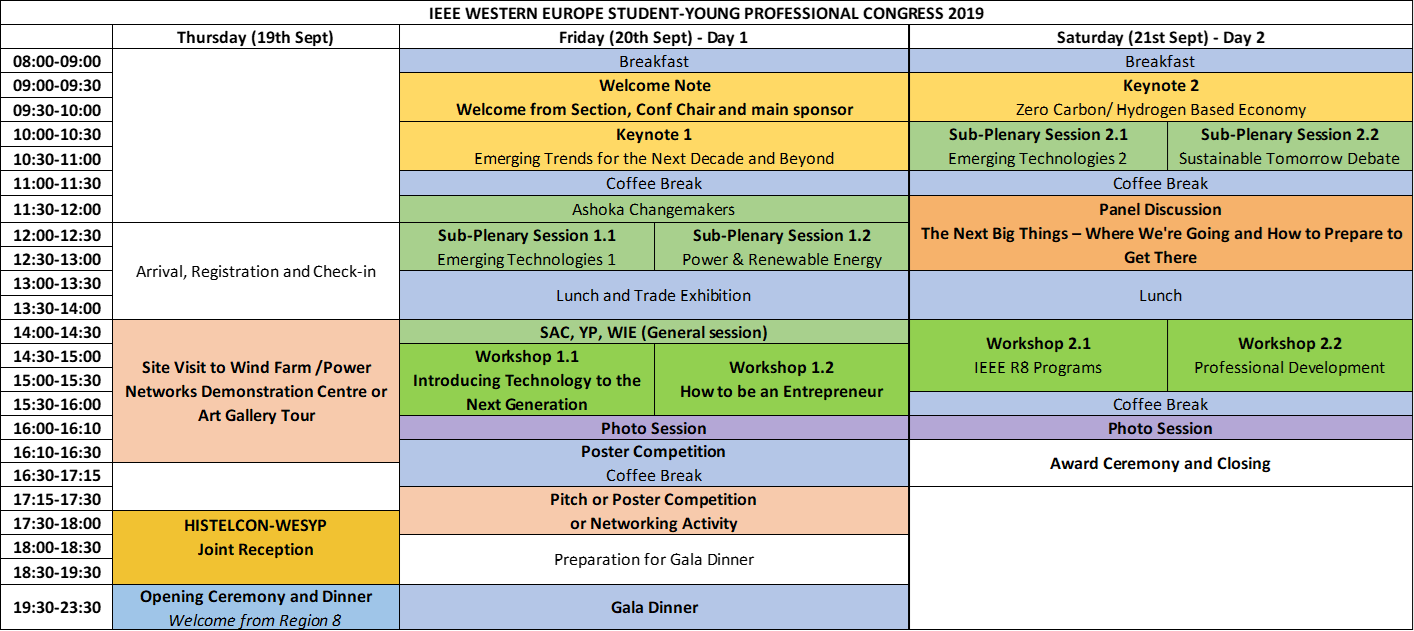 IEEE WESTERN EUROPE STUDENT-YOUNG PROFESSIONAL CONGRESS 2019
Thursday (19th Sept) Friday (20th Sept) - Day 1 Saturday (21st Sept) - Day 2
08:00-09:00 Breakfast Breakfast
09:00-09:30 Welcome Note Keynote 2
09:30-10:00 Welcome from Section, Conf Chair and main sponsor Zero Carbon/ Hydrogen Based Economy
10:00-10:30 Keynote 1 Sub-Plenary Session 2.1 Sub-Plenary Session 2.2
10:30-11:00 Emerging Trends for the Next Decade and Beyond Emerging Technologies 2 Sustainable Tomorrow Debate
11:00-11:30 Coffee Break Coffee Break
11:30-12:00 Ashoka Changemakers Panel Discussion
12:00-12:30 Sub-Plenary Session 1.1 Sub-Plenary Session 1.2 The Next Big Things – Where We're Going and How to Prepare to
12:30-13:00 Emerging Technologies 1 Power & Renewable Energy Get There
Arrival, Registration and Check-in
13:00-13:30
Lunch and Trade Exhibition Lunch
13:30-14:00
14:00-14:30 SAC, YP, WIE (General session)
Workshop 2.1 Workshop 2.2
14:30-15:00 Workshop 1.1
Site Visit to Wind Farm /Power Workshop 1.2 IEEE R8 Programs Professional Development
15:00-15:30 Introducing Technology to the
Networks Demonstration Centre or How to be an Entrepreneur
15:30-16:00 Next Generation Coffee Break
Art Gallery Tour
16:00-16:10 Photo Session Photo Session
16:10-16:30 Poster Competition
Award Ceremony and Closing
16:30-17:15 Coffee Break
17:15-17:30 Pitch or Poster Competition
17:30-18:00 HISTELCON-WESYP or Networking Activity
18:00-18:30 Joint Reception
Preparation for Gala Dinner
18:30-19:30
Opening Ceremony and Dinner
19:30-23:30 Gala Dinner
Welcome from Region 8